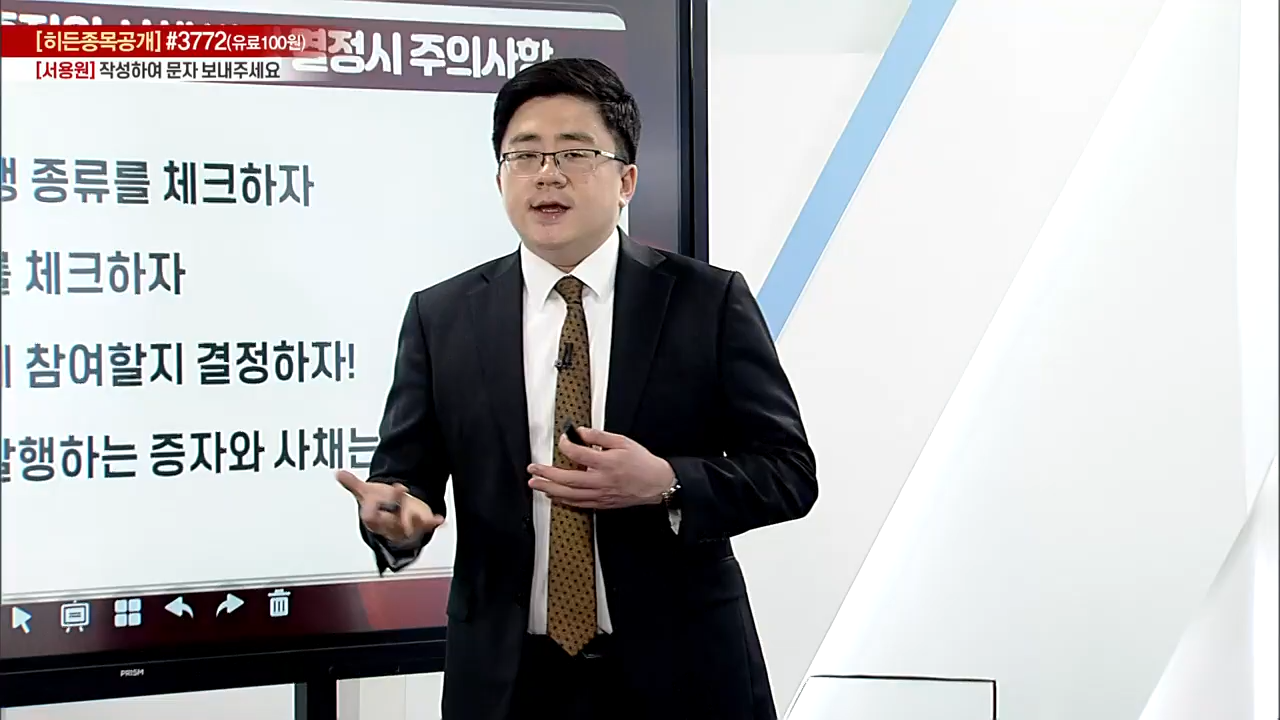 [히든종목공개] #3772(유료100원)
[서용원] 작성하여 문자 보내주세요
결정시 주의사항
종류를 체크하자
체크하자
참여할지 결정하자!
발행하는 증자와 사채는
PRISM